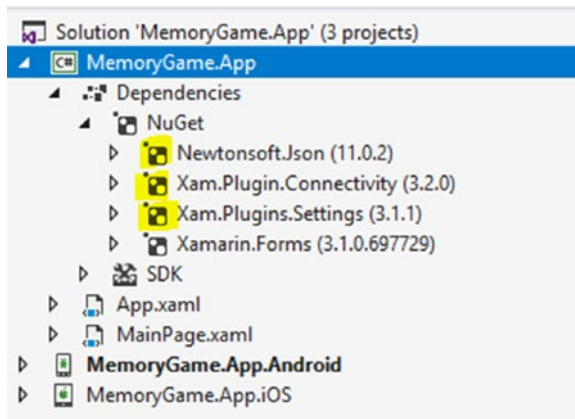 Solution 'MemoryGame.App' (3 projects)
C# MemoryGame.App
Dependencies
NuGet
Newtonsoft.Json (11.0.2)
Xam.Plugin.Connectivity (3.2.0)
Xam.Plugins.Settings (3.1.1)
Xamarin.Forms (3.1.0.697729)
SDK
App.xaml
MainPage.xaml
MemoryGame.App.Android
MemoryGame.App.iOS